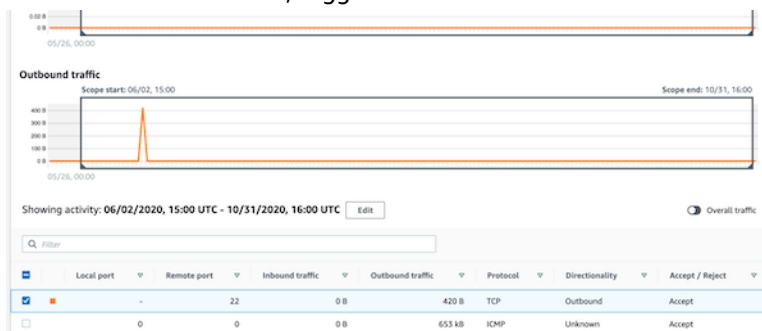 0.02 B
0 B
05/26, 00:00
Outbound traffic
Scope start: 06/02, 15:00 Scope end: 10/31, 16:00
400 B
300 B
200 B
100 B
0 B
05/26, 00:00
Showing activity: 06/02/2020, 15:00 UTC - 10/31/2020, 16:00 UTC Edit Overall traffic
Filter
Local port Remote port Inbound traffic Outbound traffic Protocol Directionality Accept / Reject
- 22 0 B 420 B TCP Outbound Accept
0 0 0 B 653 kB ICMP Unknown Accept